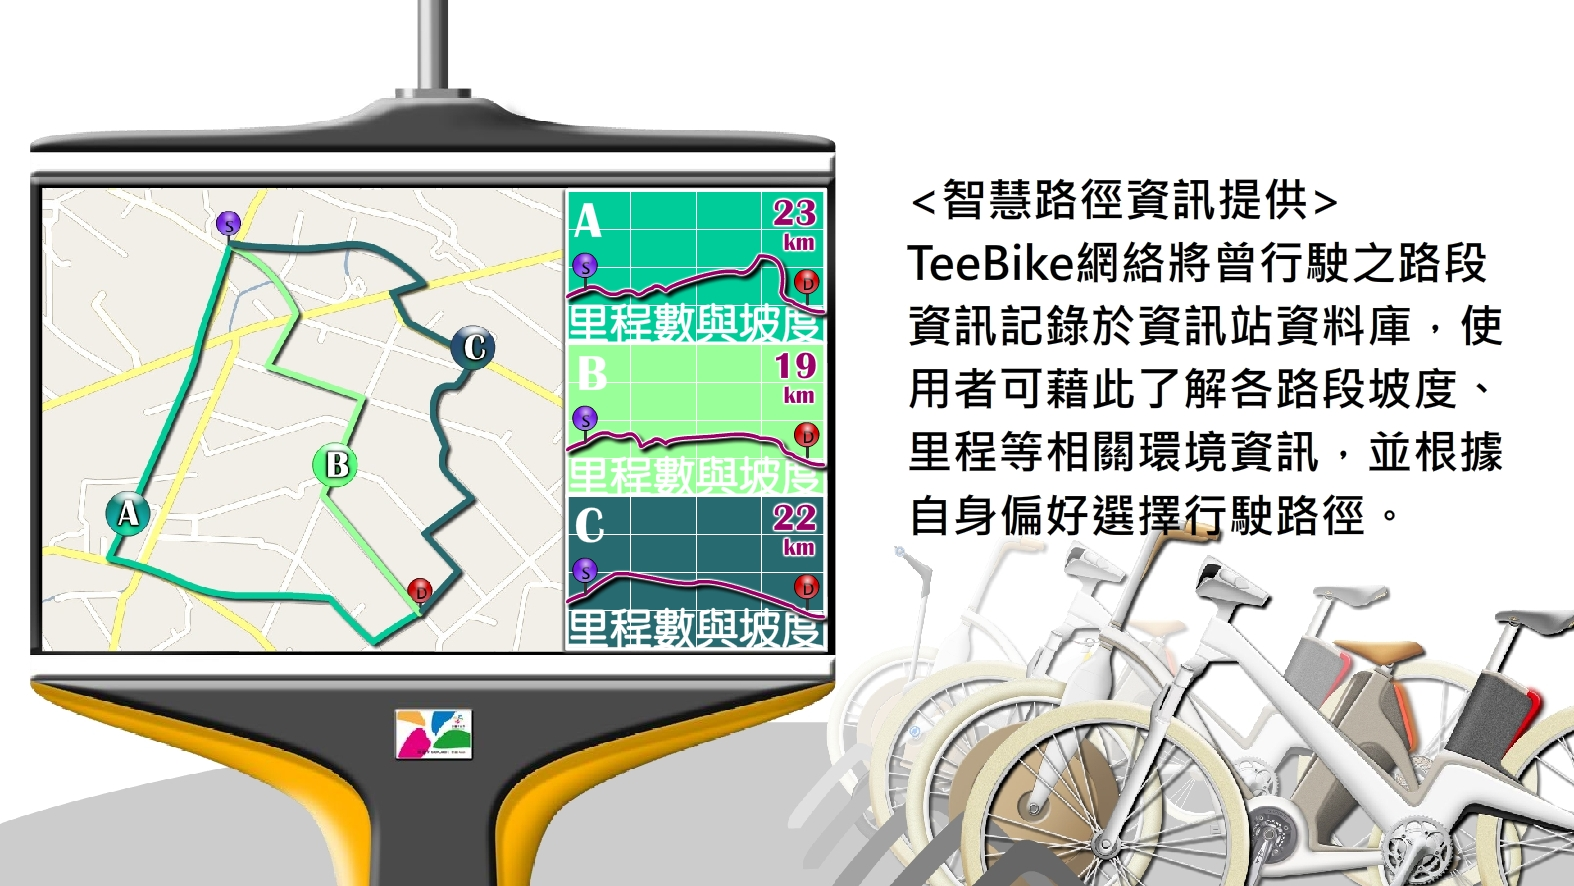 S
A
B
C
D
A
23
km
S
D
里程數與坡度
B
19
km
S
D
里程數與坡度
C
22
km
S
D
里程數與坡度
<智慧路徑資訊提供>
TeeBike網絡將曾行駛之路段
資訊記錄於資訊站資料庫，使
用者可藉此了解各路段坡度、
里程等相關環境資訊，並根據
自身偏好選擇行駛路徑。